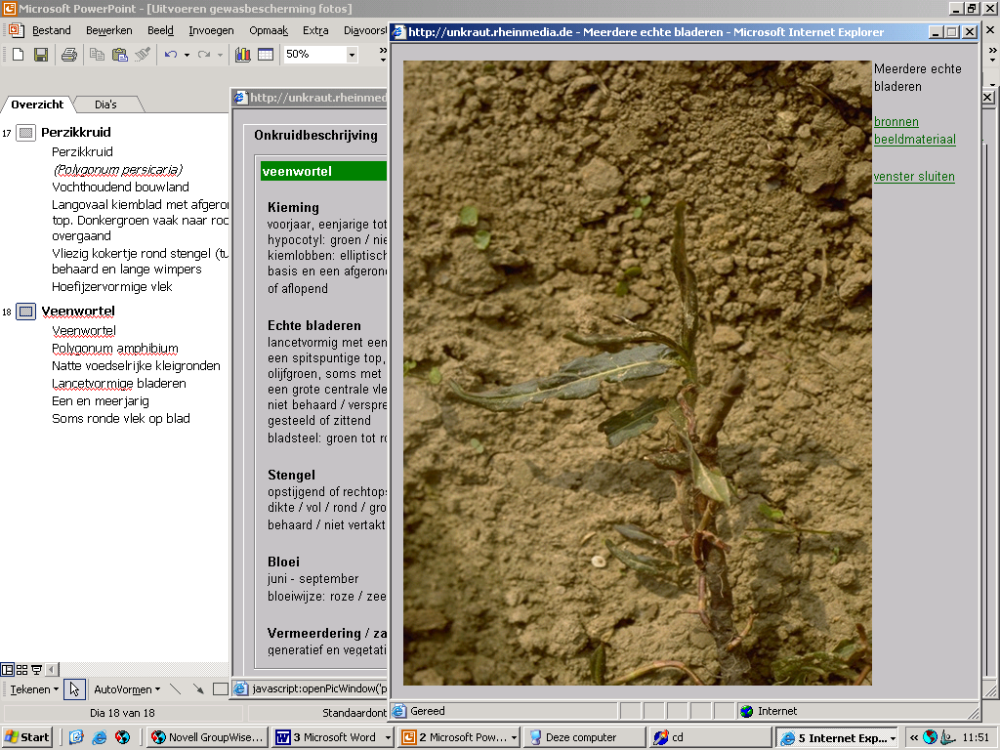 Microsoft PowerPoint - [Uitvoeren gewasbescherming fotos]
Bestand Bewerken Beeld Invoegen Opmaak Extra Diavoorst
50%
Overzicht Dia's
17 Perzikkruid
Perzikkruid
(Polygonum persicaria)
Vochthoudend bouwland
Langovaal kiemblad met afgeron
top. Donkergroen vaak naar roo
overgaand
Vliezig kokertje rond stengel (tu
behaard en lange wimpers
Hoefijzervormige vlek
18 Veenwortel
Veenwortel
Polygonum amphibium
Natte voedselrijke kleigronden
Lancetvormige bladeren
Een en meerjarig
Soms ronde vlek op blad
Tekenen AutoVormen
Dia 18 van 18 Standaardont
http://unkraut.rheinmed
Onkruidbeschrijving
veenwortel
Kieming
voorjaar, eenjarige tot
hypocotyl: groen / nie
kiemlobben: elliptisch
basis en een afgeron
of aflopend
Echte bladeren
lancetvormig met een
een spitspuntige top,
olijfgroen, soms met
een grote centrale vle
niet behaard / verspre
gesteeld of zittend
bladsteel: groen tot ro
Stengel
opstijgend of rechtop
dikte / vol / rond / gro
behaard / niet vertakt
Bloei
juni - september
bloeiwijze: roze / zee
Vermeerdering / za
generatief en vegetati
javascript:openPicWindow('p
http://unkraut.rheinmedia.de - Meerdere echte bladeren - Microsoft Internet Explorer
Meerdere echte
bladeren
bronnen
beeldmateriaal
venster sluiten
Gereed Internet
Start Novell GroupWise... 3 Microsoft Word 2 Microsoft Pow... Deze computer cd 5 Internet Exp... « 11:51